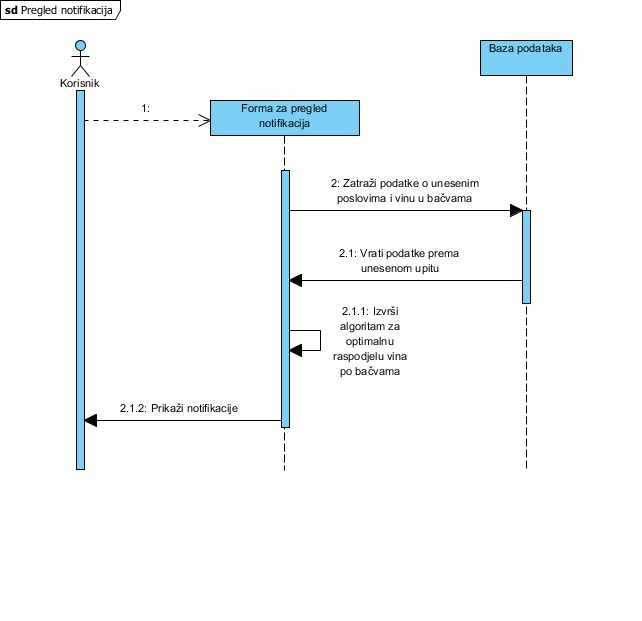 sd Pregled notifikacija
Korisnik
Baza podataka
1:
Forma za pregled
notifikacija
2: Zatraži podatke o unesenim
poslovima i vinu u bačvama
2.1: Vrati podatke prema
unesenom upitu
2.1.1: Izvrši
algoritam za
optimalnu
raspodjelu vina
po bačvama
2.1.2: Prikaži notifikacije